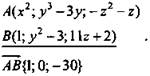 A(x²; y³−3y; −z²−z)
B(1; y²−3; 11z+2)
AB{1; 0; −30}
.